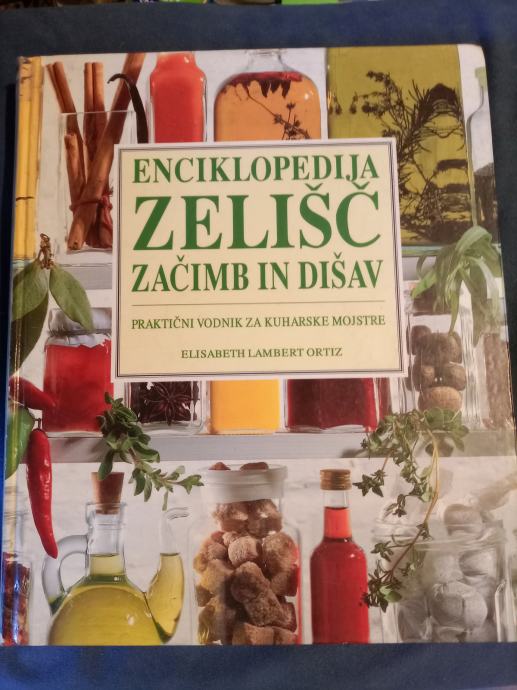 ENCIKLOPEDIJA
ZELIŠČ
ZAČIMB IN DIŠAV
PRAKTIČNI VODNIK ZA KUHARSKE MOJSTRE
ELISABETH LAMBERT ORTIZ